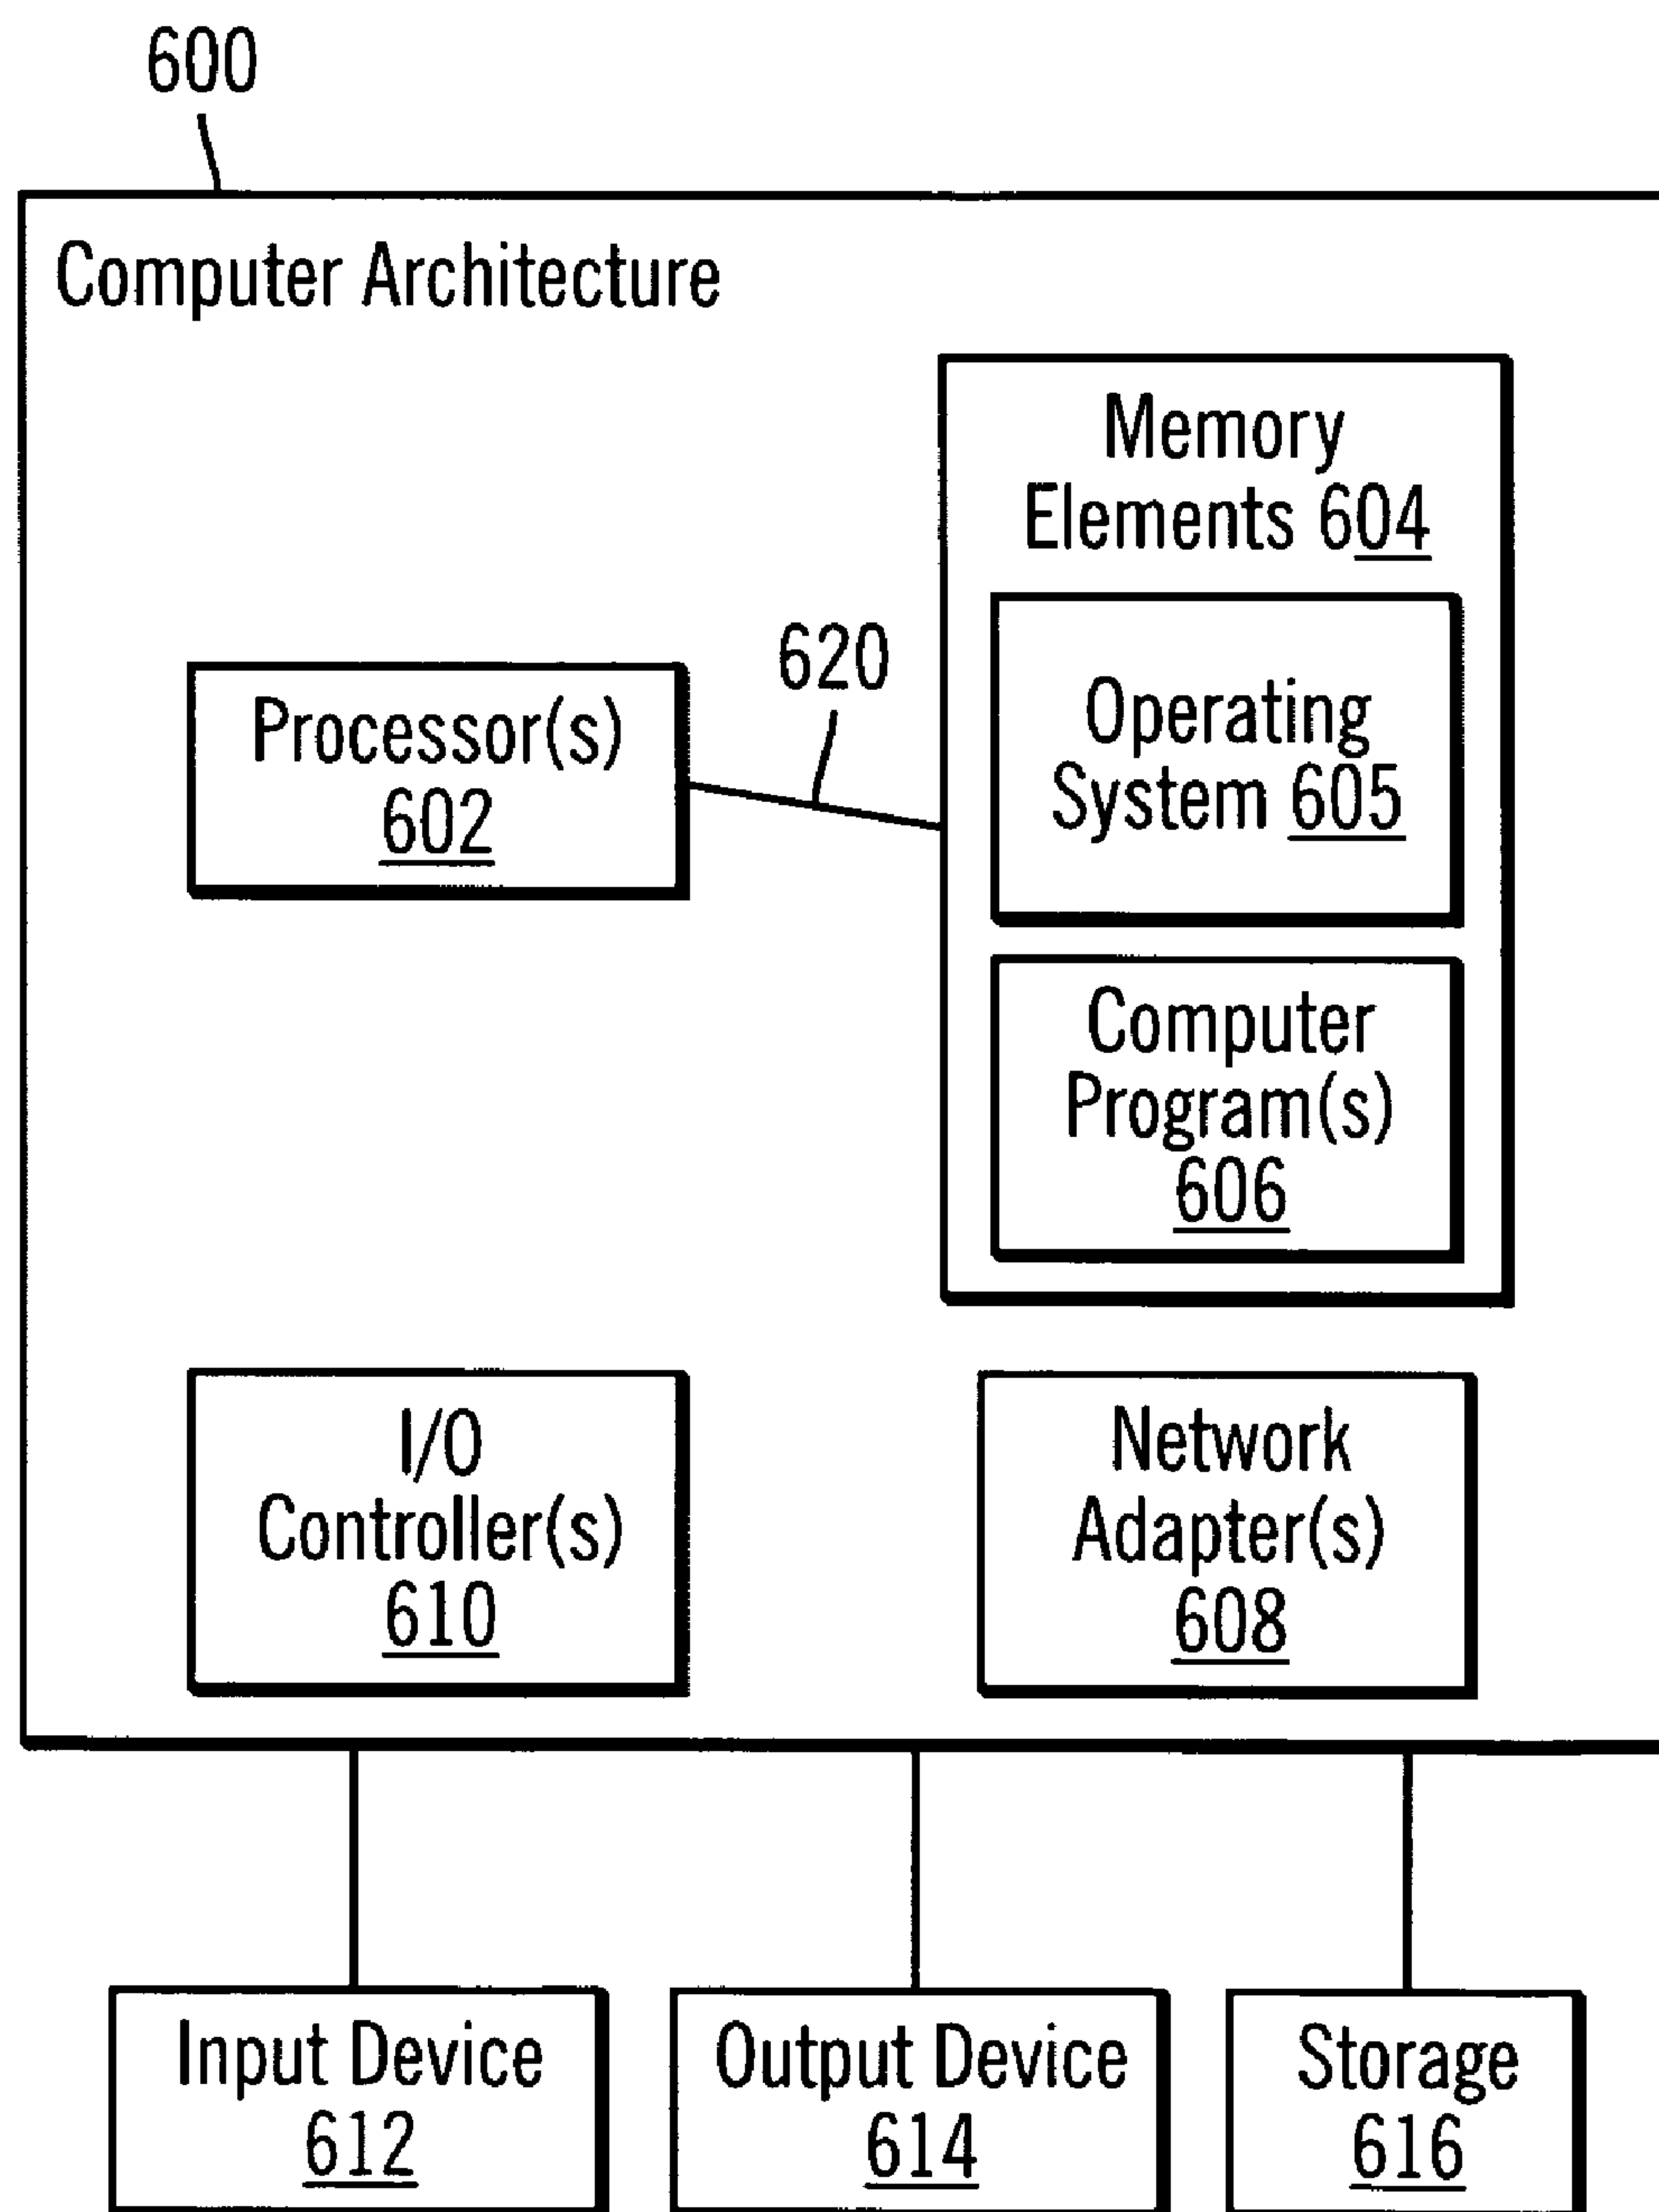 600
Computer Architecture
Memory
Elements 604
620
Processor(s)
602
Operating
System 605
Computer
Program(s)
606
I/O
Controller(s)
610
Network
Adapter(s)
608
Input Device
612
Output Device
614
Storage
616